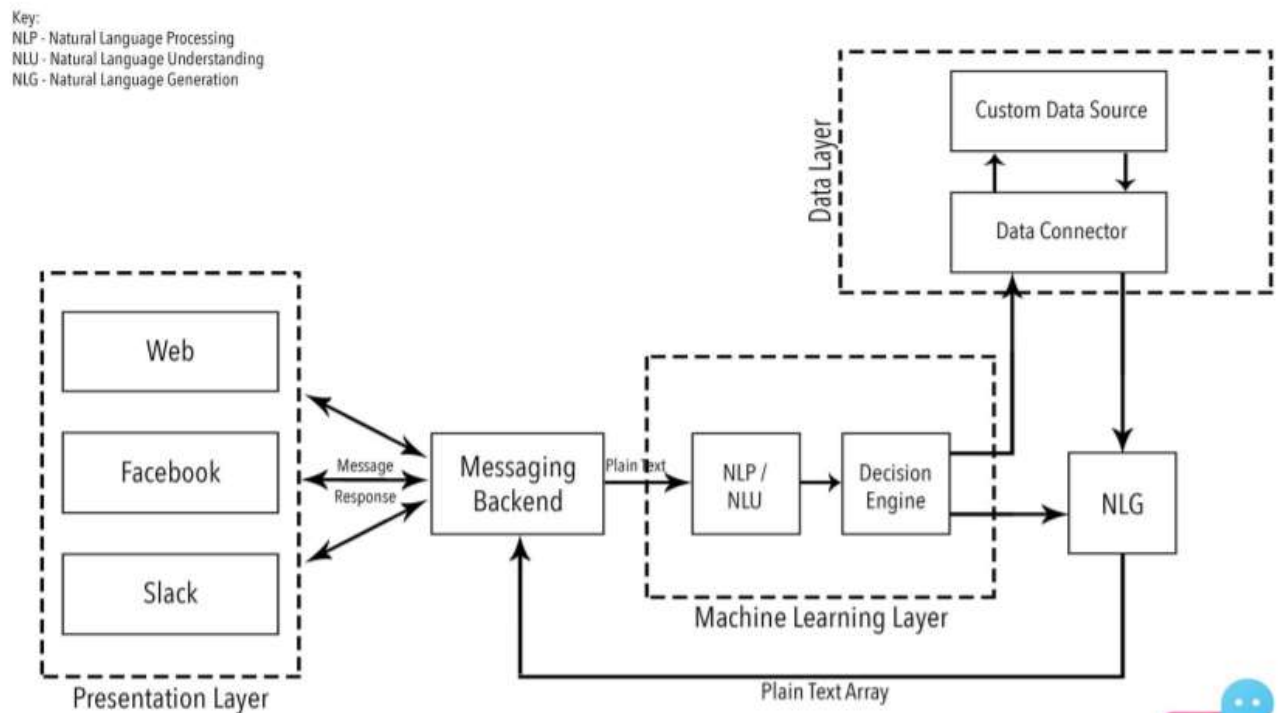 Key:
NLP - Natural Language Processing
NLU - Natural Language Understanding
NLG - Natural Language Generation
Custom Data Source
Data Layer
Data Connector
Web
Facebook
Slack
Presentation Layer
Message
Response
Messaging
Backend
Plain Text
NLP /
NLU
Decision
Engine
Machine Learning Layer
NLG
Plain Text Array